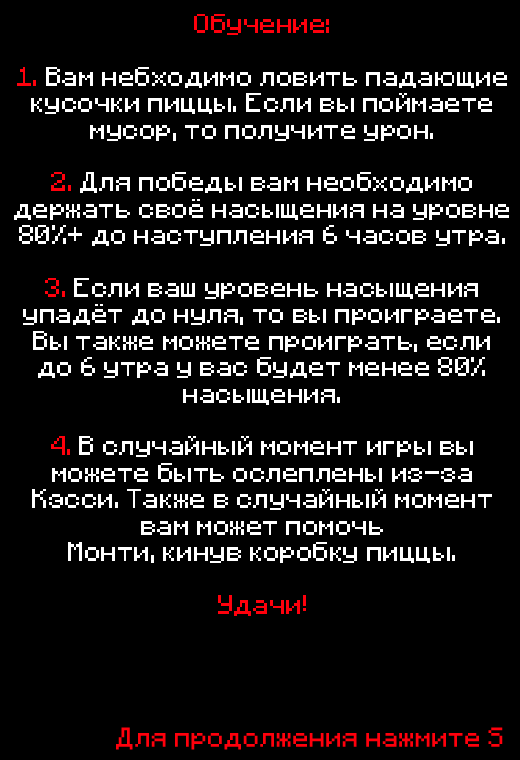 Обучение:
1. Вам небходимо ловить падающие
кусочки пиццы. Если вы поймаете
мусор, то получите урон.
2. Для победы вам необходимо
держать своё насыщения на уровне
80%+ до наступления 6 часов утра.
3. Если ваш уровень насыщения
упадёт до нуля, то вы проиграете.
Вы также можете проиграть, если
до 6 утра у вас будет менее 80%
насыщения.
4. В случайный момент игры вы
можете быть ослеплены из-за
Кэсси. Также в случайный момент
вам может помочь
Монти, кинув коробку пиццы.
Удачи!
Для продолжения нажмите S